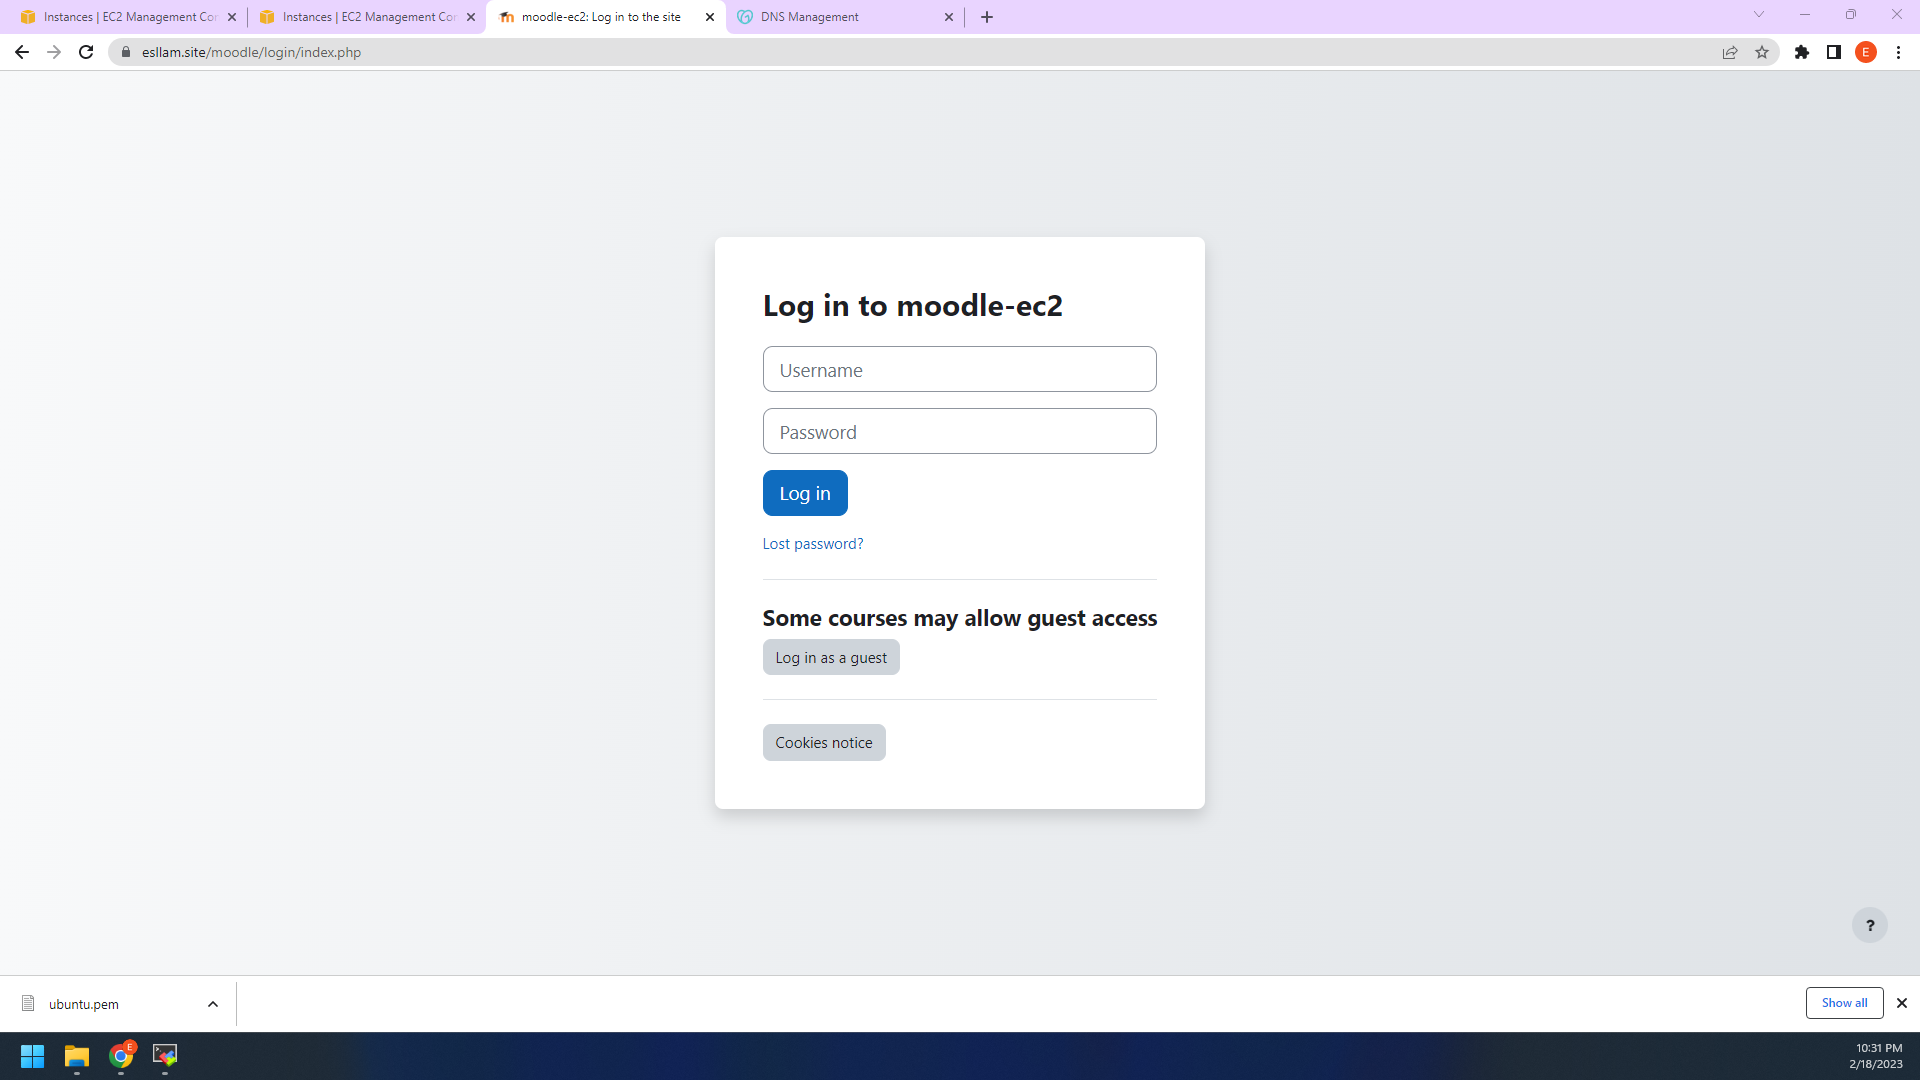 Instances | EC2 Management Con
Instances | EC2 Management Con
moodle-ec2: Log in to the site
DNS Management
esllam.site/moodle/login/index.php
E
Log in to moodle-ec2
Username
Password
Log in
Lost password?
Some courses may allow guest access
Log in as a guest
Cookies notice
?
ubuntu.pem
Show all
E
10:31 PM
2/18/2023